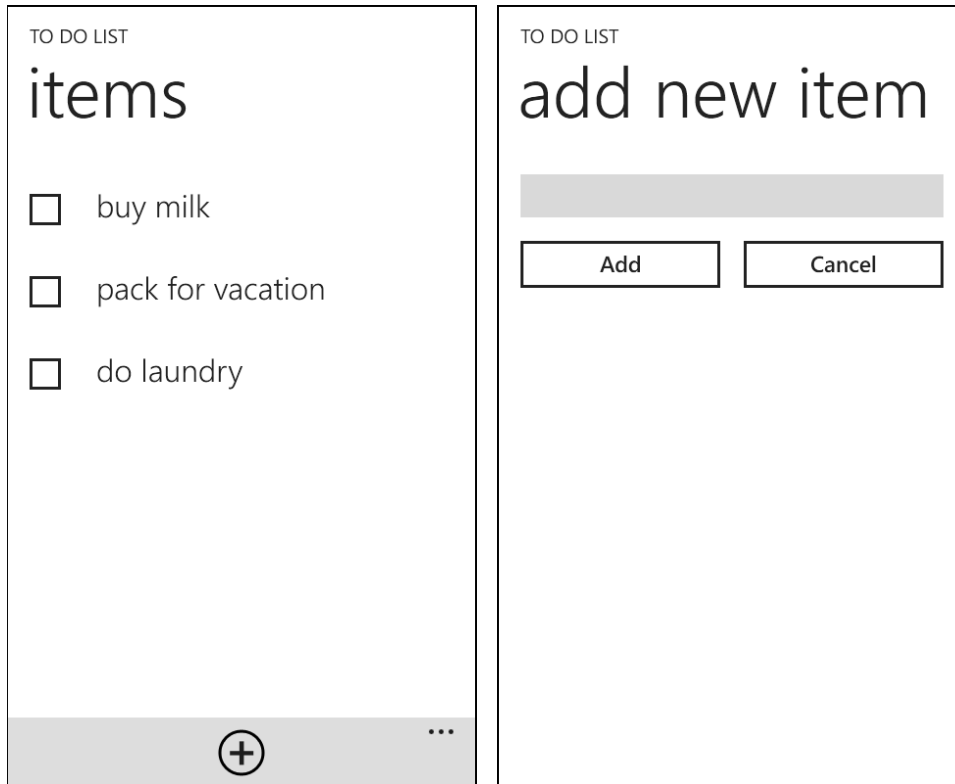 TO DO LIST
items
buy milk
pack for vacation
do laundry
TO DO LIST
add new item
Add
Cancel